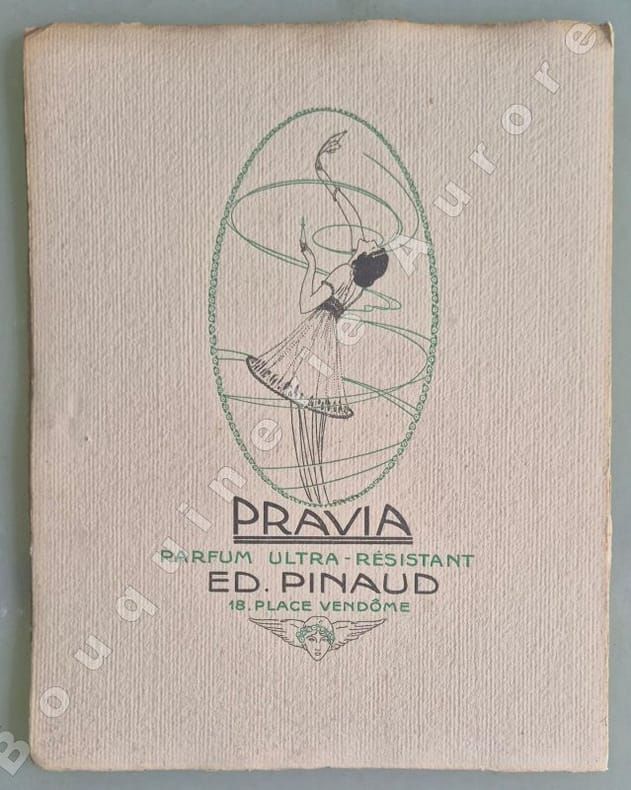 PRAVIA
PARFUM ULTRA-RÉSISTANT
ED. PINAUD
18. PLACE VENDÔME
Bouquinerie Aurore